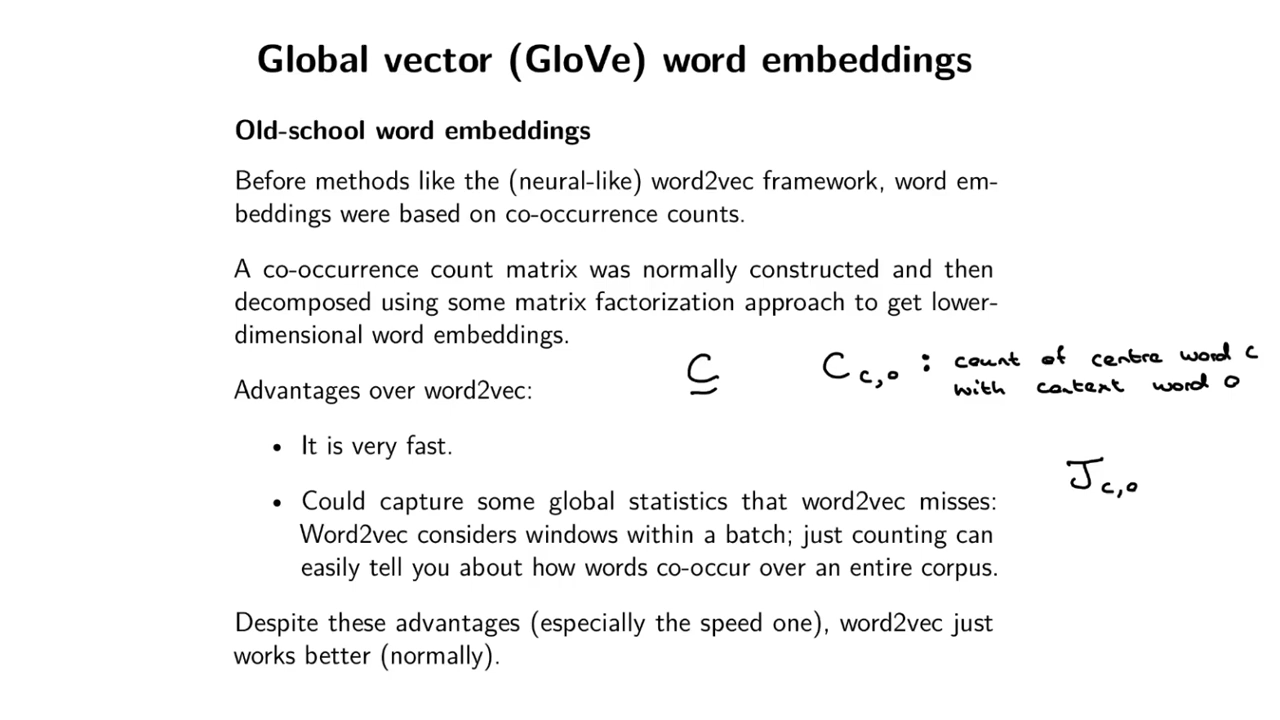 Global vector (GloVe) word embeddings
Old-school word embeddings
Before methods like the (neural-like) word2vec framework, word em-
beddings were based on co-occurrence counts.
A co-occurrence count matrix was normally constructed and then
decomposed using some matrix factorization approach to get lower-
dimensional word embeddings.
C C c,o : count of centre word c
with context word o
Advantages over word2vec:
• It is very fast.
J c,o
• Could capture some global statistics that word2vec misses:
Word2vec considers windows within a batch; just counting can
easily tell you about how words co-occur over an entire corpus.
Despite these advantages (especially the speed one), word2vec just
works better (normally).